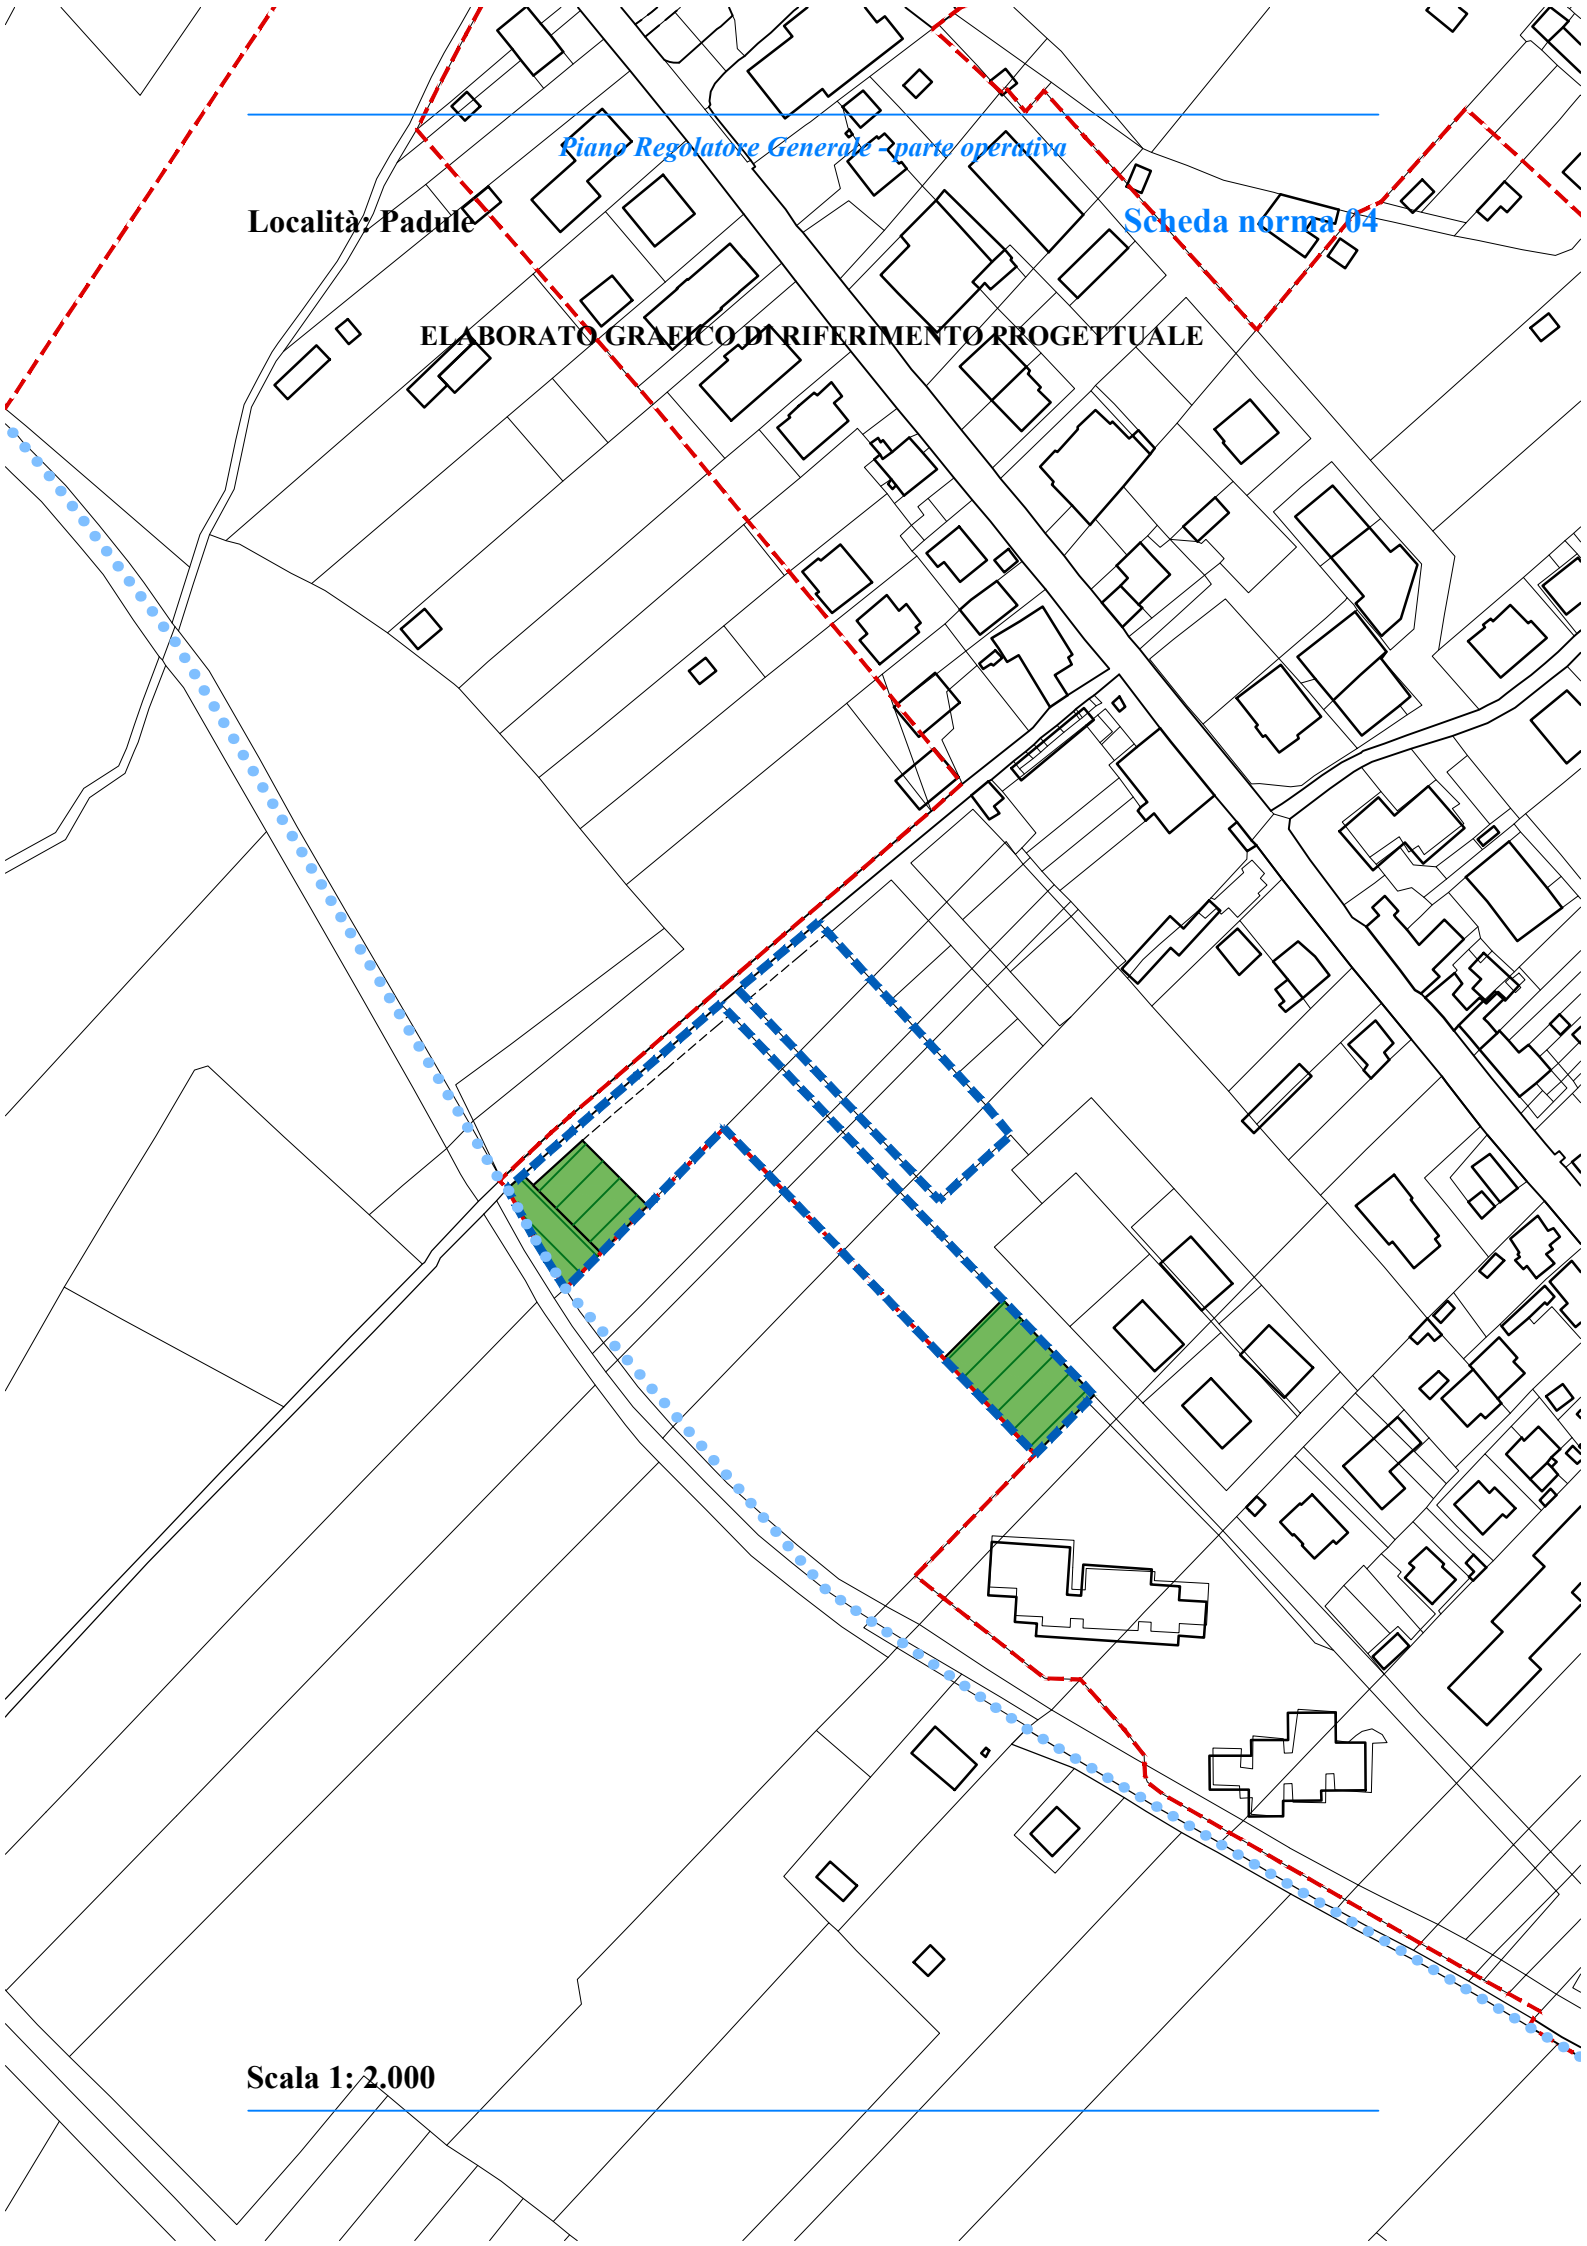 Piano Regolatore Generale - parte operativa
Località: Padule
Scheda norma 04
ELABORATO GRAFICO DI RIFERIMENTO PROGETTUALE
Scala 1: 2.000